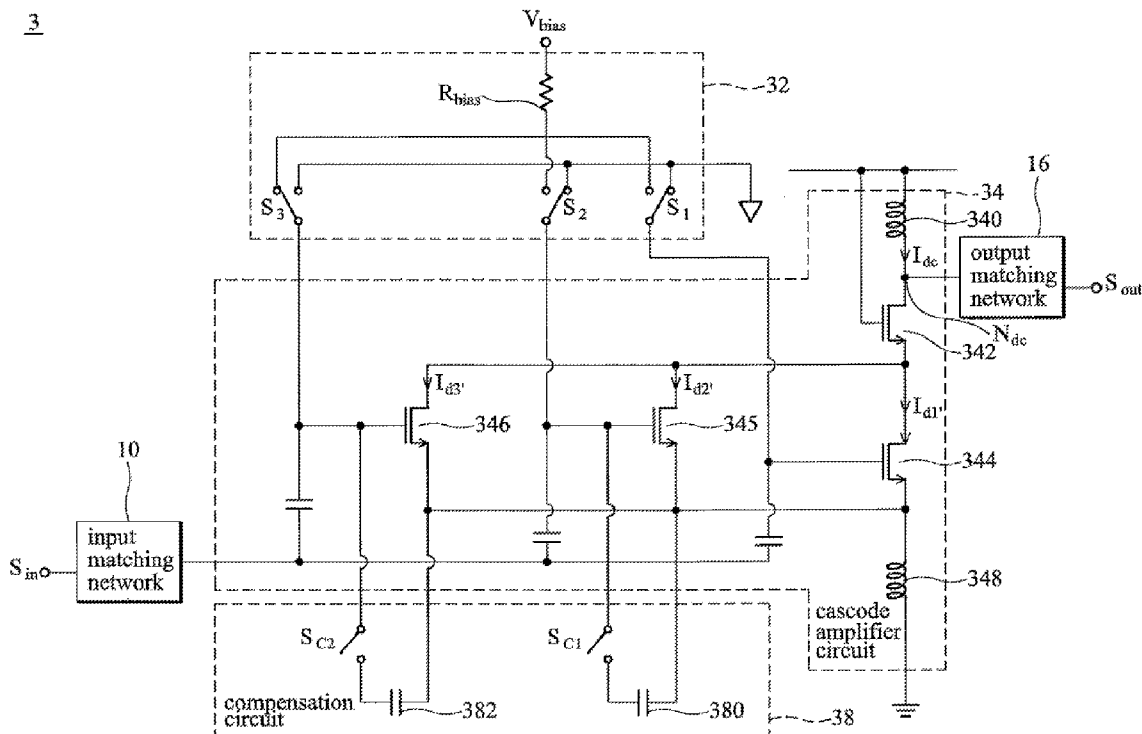 3
V_bias
R_bias
32
S_3
S_2
S_1
16
34
340
I_dc
output
matching
network
S_out
N_dc
342
I_d3'
I_d2'
I_d1'
346
345
344
10
input
matching
network
S_in
348
cascode
amplifier
circuit
S_C2
S_C1
compensation
circuit
382
380
38